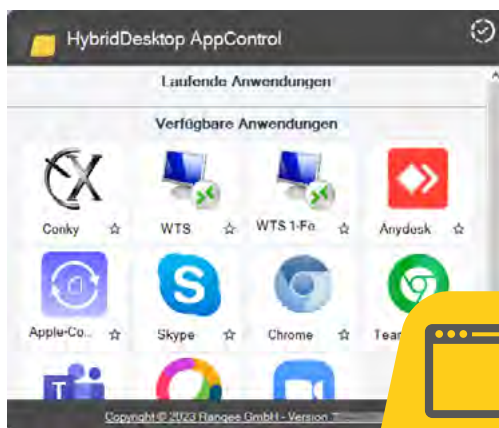 HybridDesktop AppControl
Laufende Anwendungen
Verfügbare Anwendungen
Conky WTS WTS 1-Fe Anydesk
Apple-Co... Skype Chrome Tear
Copyright © 2023 Rangee GmbH - Version